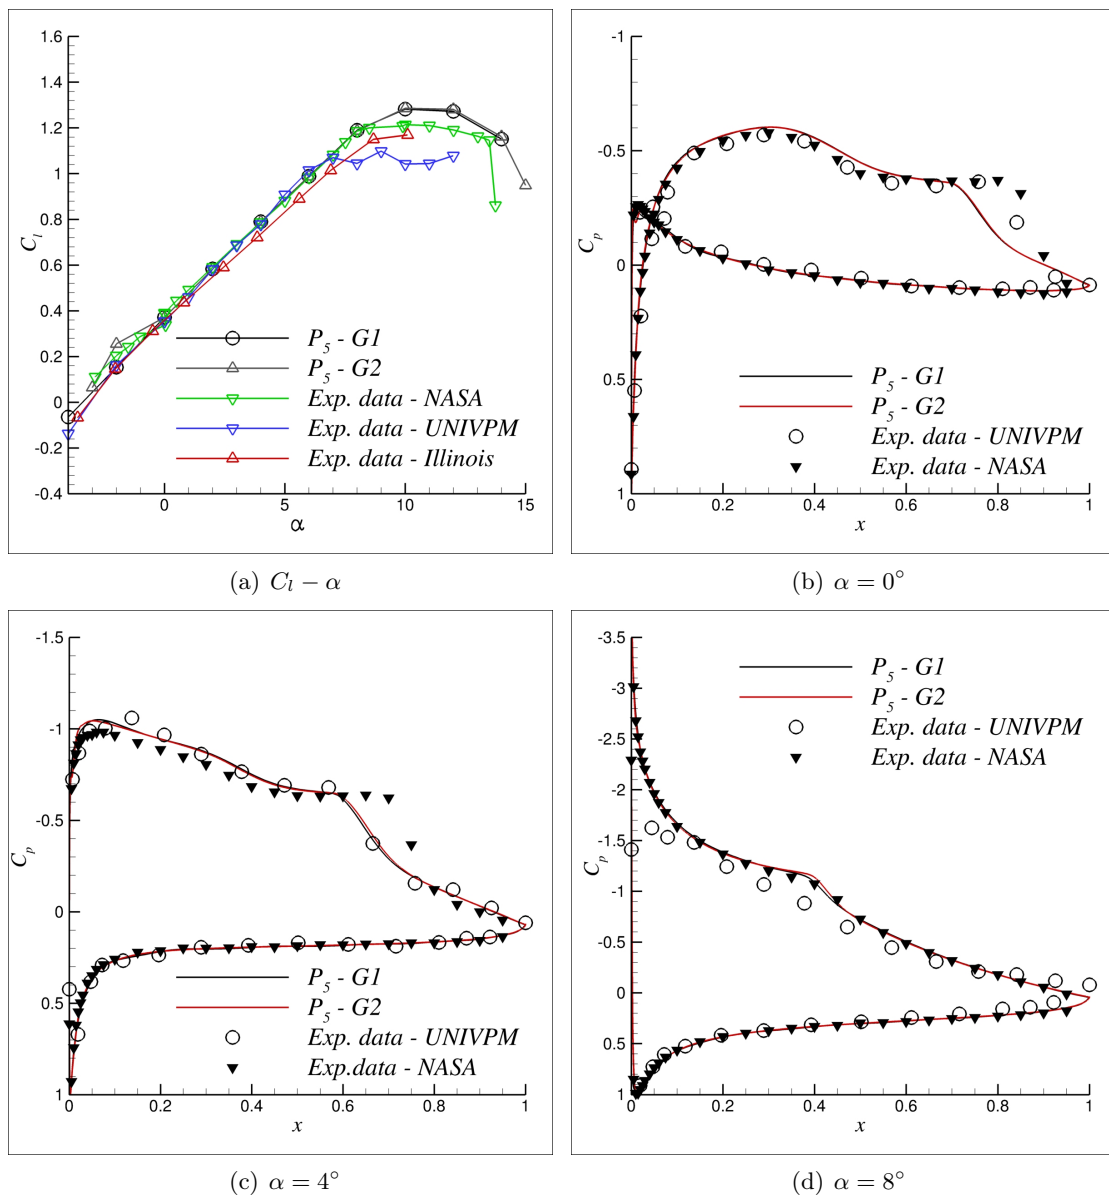 1.6
1.4
1.2
1
0.8
0.6
0.4
0.2
0
-0.2
-0.4
C_l
0 5 10 15
α
P_5 - G1
P_5 - G2
Exp. data - NASA
Exp. data - UNIVPM
Exp. data - Illinois
(a) C_l − α
-1
-0.5
0
0.5
1
C_p
0 0.2 0.4 0.6 0.8 1
x
P_5 - G1
P_5 - G2
Exp. data - UNIVPM
Exp. data - NASA
(b) α = 0°
-1.5
-1
-0.5
0
0.5
1
C_p
0 0.2 0.4 0.6 0.8 1
x
P_5 - G1
P_5 - G2
Exp. data - UNIVPM
Exp.data - NASA
(c) α = 4°
-3.5
-3
-2.5
-2
-1.5
-1
-0.5
0
0.5
1
C_p
0 0.2 0.4 0.6 0.8 1
x
P_5 - G1
P_5 - G2
Exp. data - UNIVPM
Exp. data - NASA
(d) α = 8°